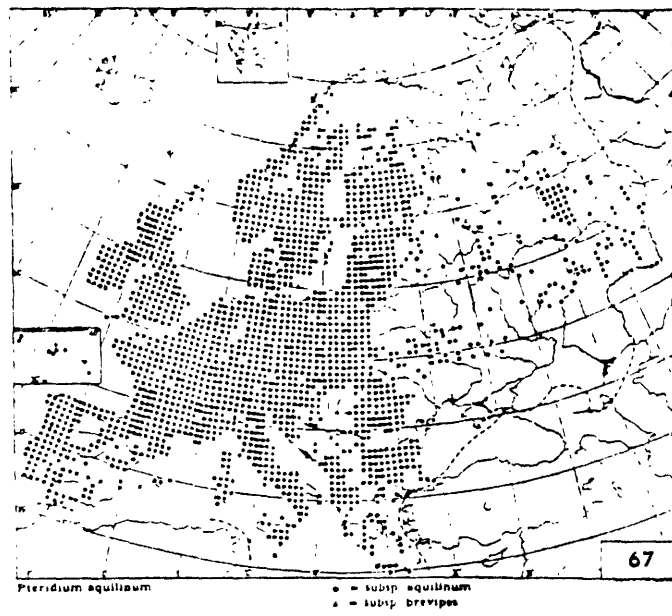 67
Pteridium aquilinum
• = subsp aquilinum
▲ = subsp brevipes